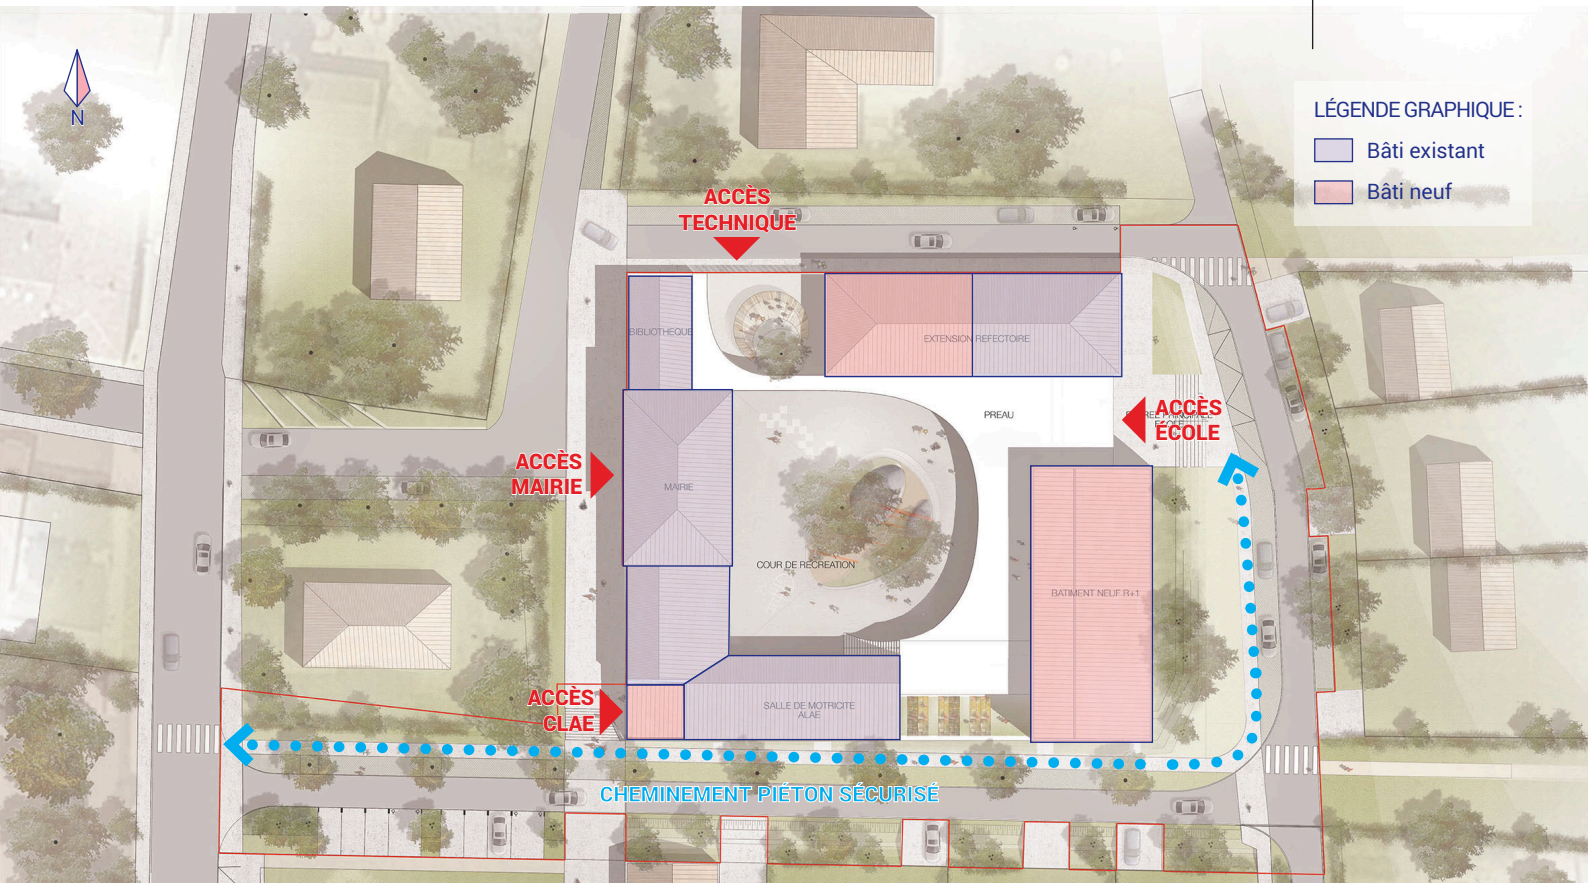 N
LÉGENDE GRAPHIQUE :
Bâti existant
Bâti neuf
ACCÈS
TECHNIQUE
BIBLIOTHEQUE
EXTENSION REFECTOIRE
PREAU
ACCÈS
ÉCOLE
ACCÈS
MAIRIE
MAIRIE
COUR DE RECREATION
BATIMENT NEUF R+1
ACCÈS
CLAE
SALLE DE MOTRICITE
ALAE
CHEMINEMENT PIÉTON SÉCURISÉ